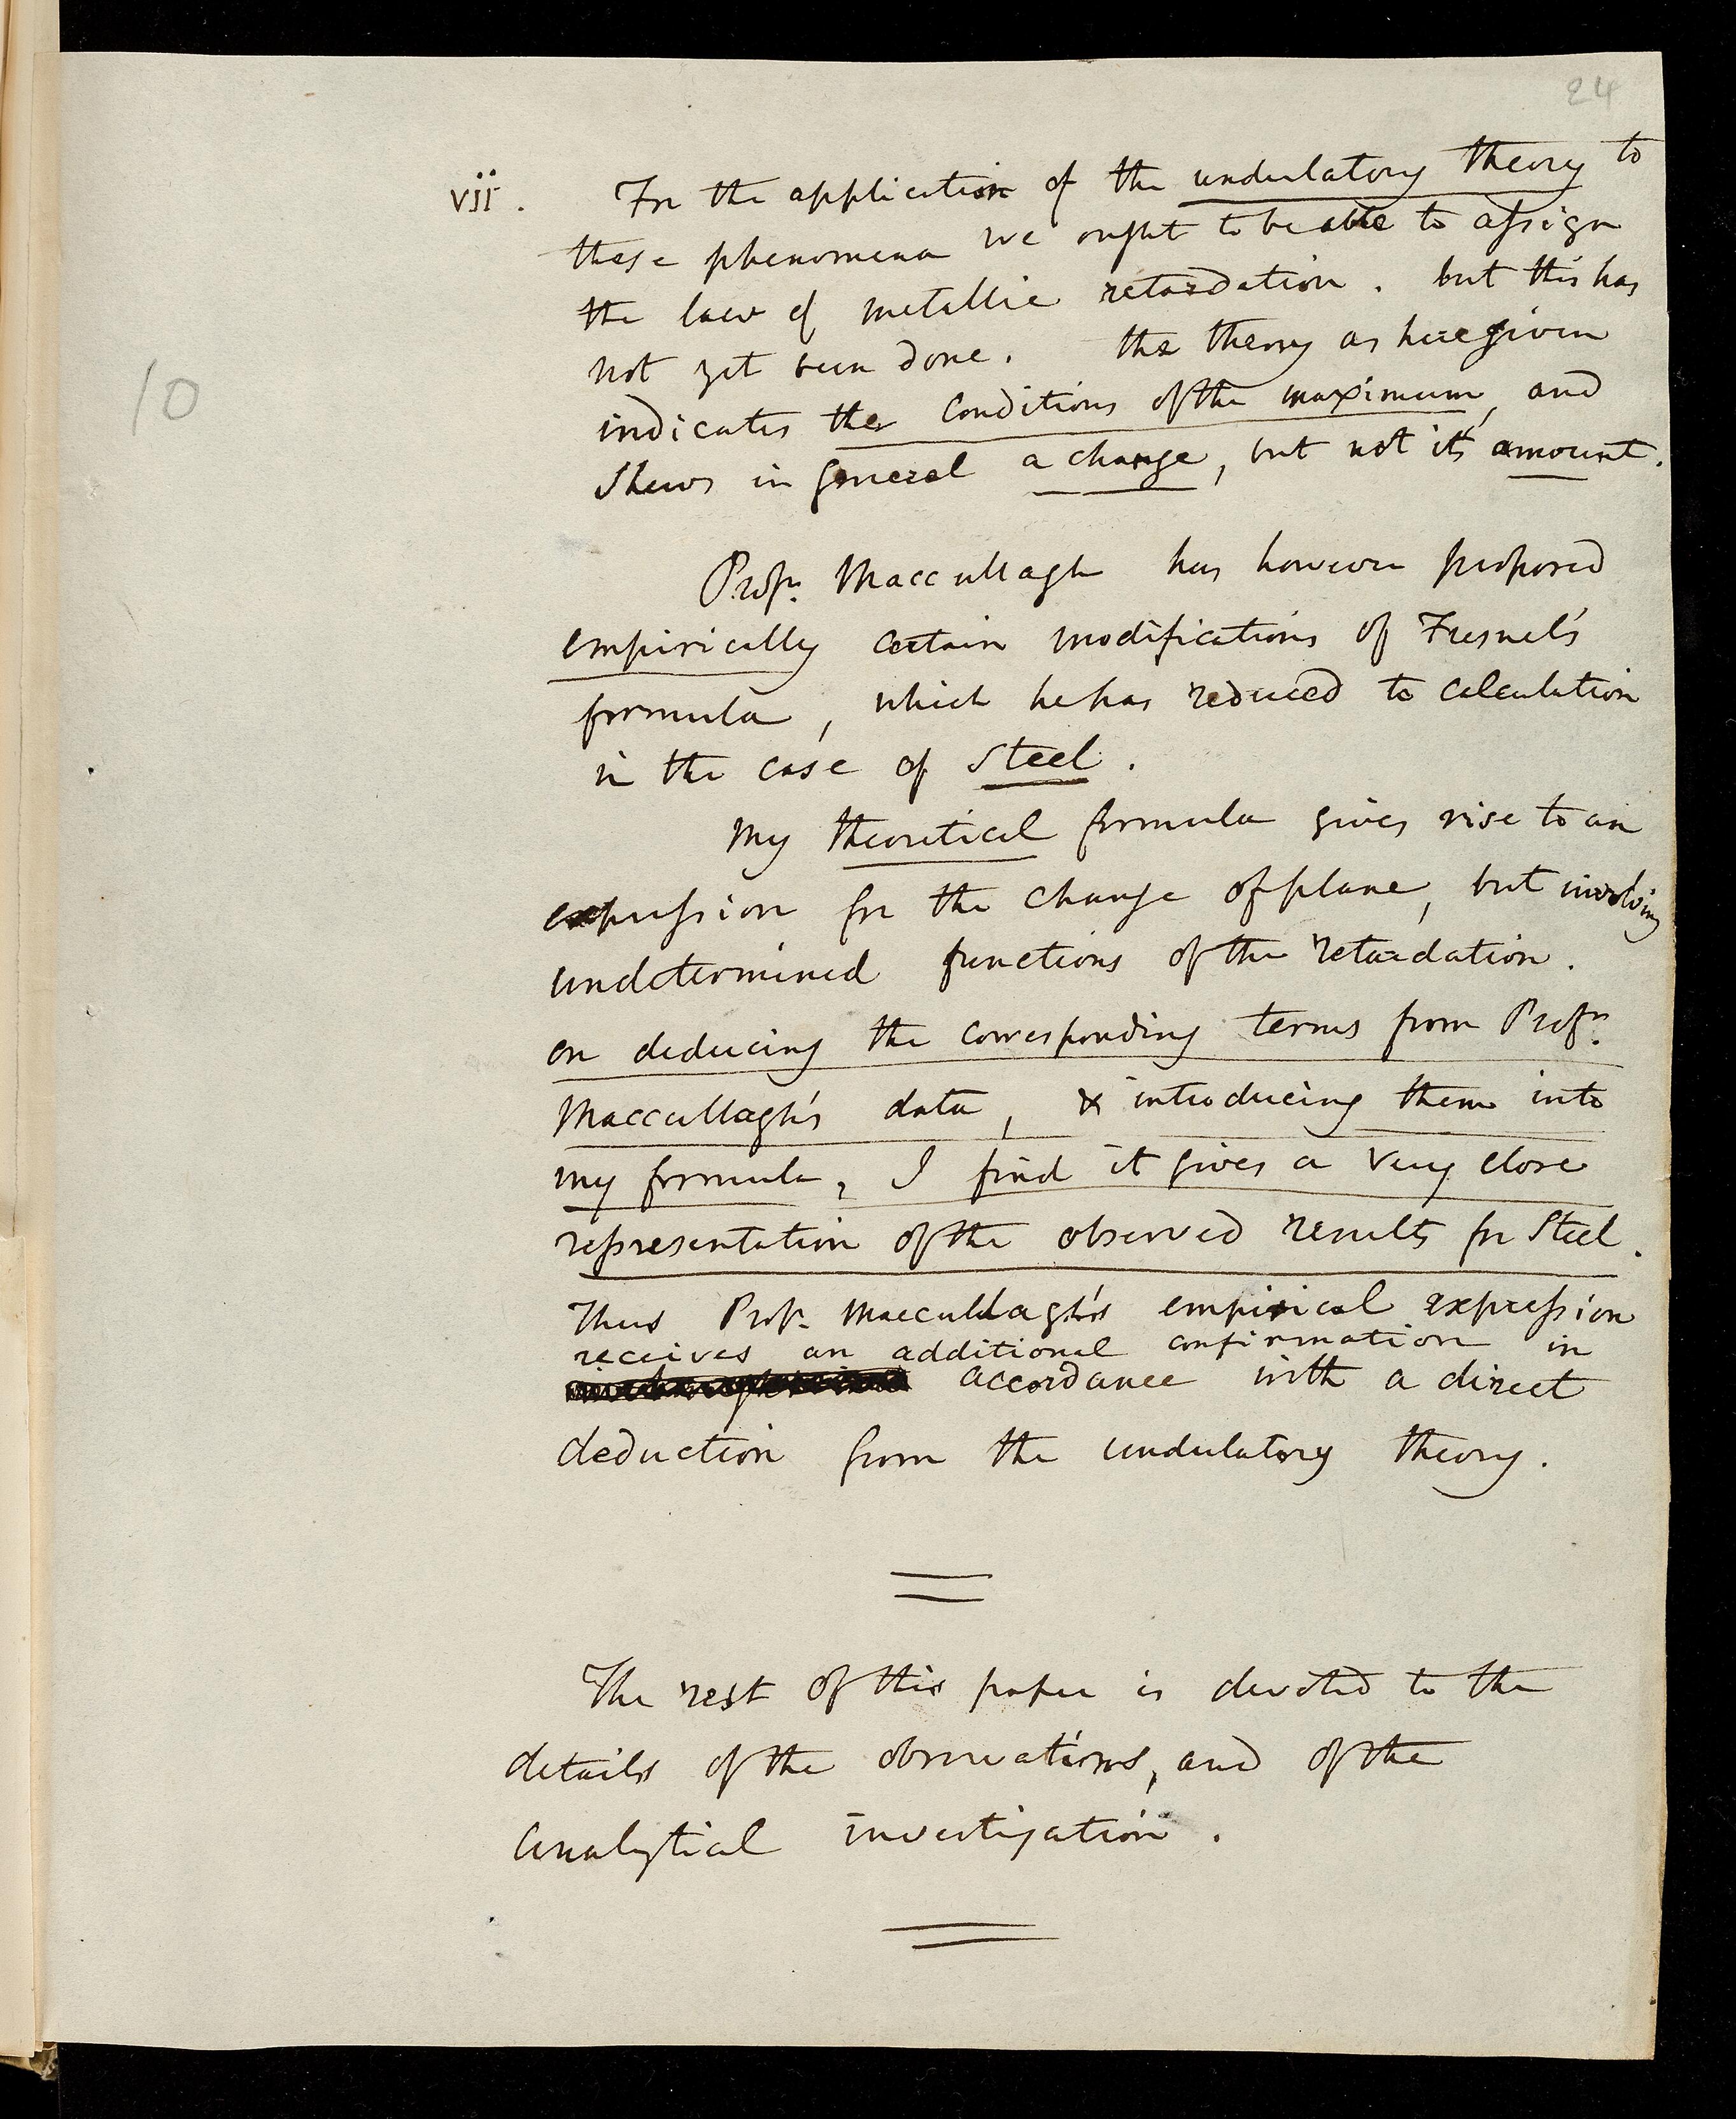 24
vii. For the application of the undulatory theory to
these phenomena we ought to be able to assign
the law of metallic retardation. but this has
not yet been done. the theory as here given
indicates the conditions of the maximum, and
shews in general a change, but not its amount.
10
Profr. Maccullagh has however proposed
empirically certain modifications of Fresnel's
formula, which he has reduced to calculation
in the case of Steel.
My theoretical formula gives rise to an
expression for the change of plane, but involving
undetermined functions of the retardation.
on deducing the corresponding terms from Profr.
Maccullagh's data, & introducing them into
my formula, I find it gives a very close
representation of the observed results for Steel.
Thus Prof. Maccullagh's empirical expression
receives an additional confirmation in
accordance with a direct
deduction from the undulatory theory.
The rest of this paper is devoted to the
details of the observations, and of the
analytical investigation.